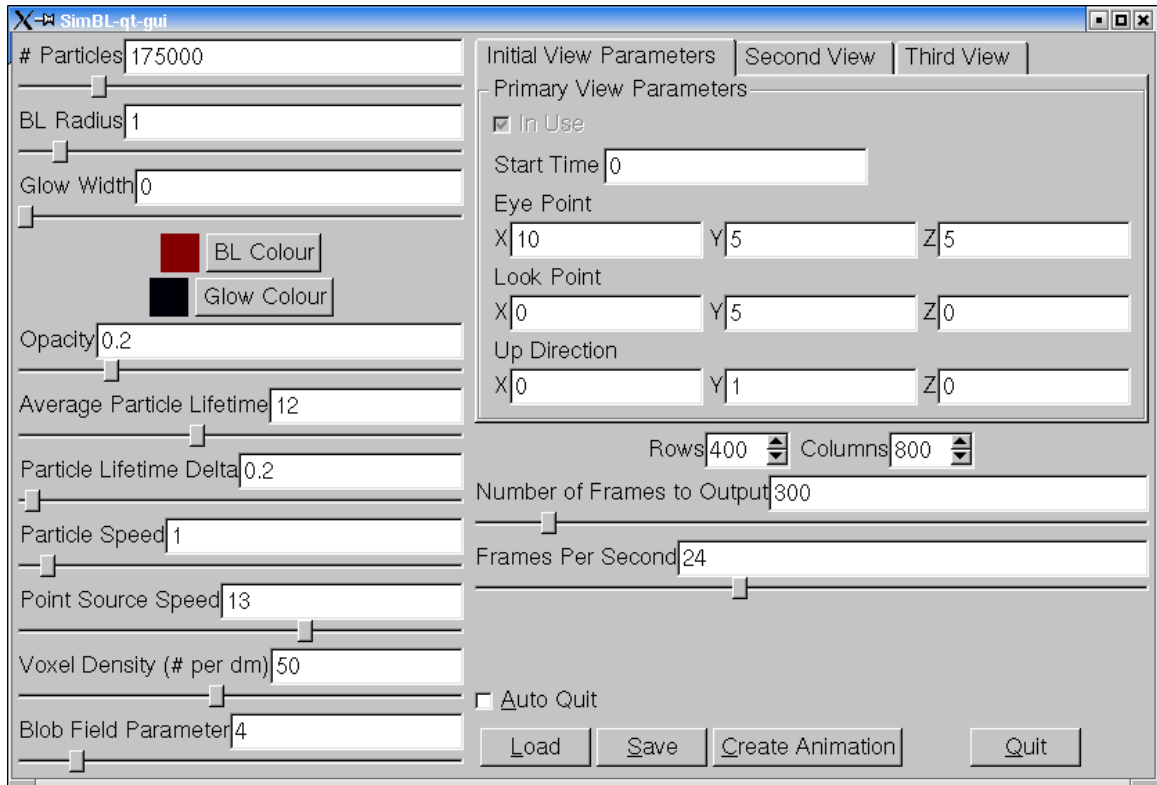 SimBL-qt-gui
# Particles 175000
BL Radius 1
Glow Width 0
BL Colour
Glow Colour
Opacity 0.2
Average Particle Lifetime 12
Particle Lifetime Delta 0.2
Particle Speed 1
Point Source Speed 13
Voxel Density (# per dm) 50
Blob Field Parameter 4
Initial View Parameters Second View Third View
Primary View Parameters
In Use
Start Time 0
Eye Point
X 10 Y 5 Z 5
Look Point
X 0 Y 5 Z 0
Up Direction
X 0 Y 1 Z 0
Rows 400 Columns 800
Number of Frames to Output 300
Frames Per Second 24
Auto Quit
Load Save Create Animation Quit